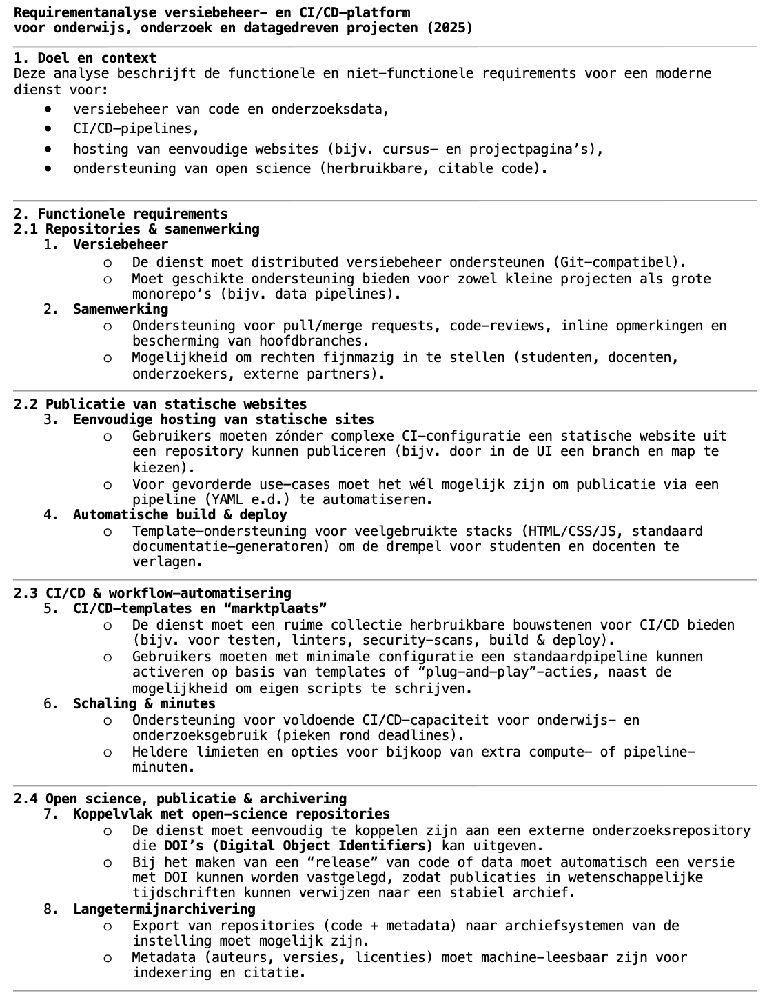 Requirementanalyse versiebeheer- en CI/CD-platform
voor onderwijs, onderzoek en datagedreven projecten (2025)
1. Doel en context
Deze analyse beschrijft de functionele en niet-functionele requirements voor een moderne
dienst voor:
● versiebeheer van code en onderzoeksdata,
● CI/CD-pipelines,
● hosting van eenvoudige websites (bijv. cursus- en projectpagina’s),
● ondersteuning van open science (herbruikbare, citable code).
2. Functionele requirements
2.1 Repositories & samenwerking
1. Versiebeheer
○ De dienst moet distributed versiebeheer ondersteunen (Git-compatibel).
○ Moet geschikte ondersteuning bieden voor zowel kleine projecten als grote
monorepo’s (bijv. data pipelines).
2. Samenwerking
○ Ondersteuning voor pull/merge requests, code-reviews, inline opmerkingen en
bescherming van hoofdbranches.
○ Mogelijkheid om rechten fijnmazig in te stellen (studenten, docenten,
onderzoekers, externe partners).
2.2 Publicatie van statische websites
3. Eenvoudige hosting van statische sites
○ Gebruikers moeten zónder complexe CI-configuratie een statische website uit
een repository kunnen publiceren (bijv. door in de UI een branch en map te
kiezen).
○ Voor gevorderde use-cases moet het wél mogelijk zijn om publicatie via een
pipeline (YAML e.d.) te automatiseren.
4. Automatische build & deploy
○ Template-ondersteuning voor veelgebruikte stacks (HTML/CSS/JS, standaard
documentatie-generatoren) om de drempel voor studenten en docenten te
verlagen.
2.3 CI/CD & workflow-automatisering
5. CI/CD-templates en “marktplaats”
○ De dienst moet een ruime collectie herbruikbare bouwstenen voor CI/CD bieden
(bijv. voor testen, linters, security-scans, build & deploy).
○ Gebruikers moeten met minimale configuratie een standaardpipeline kunnen
activeren op basis van templates of “plug-and-play”-acties, naast de
mogelijkheid om eigen scripts te schrijven.
6. Schaling & minutes
○ Ondersteuning voor voldoende CI/CD-capaciteit voor onderwijs- en
onderzoeksgebruik (pieken rond deadlines).
○ Heldere limieten en opties voor bijkoop van extra compute- of pipeline-
minuten.
2.4 Open science, publicatie & archivering
7. Koppelvlak met open-science repositories
○ De dienst moet eenvoudig te koppelen zijn aan een externe onderzoeksrepository
die DOI’s (Digital Object Identifiers) kan uitgeven.
○ Bij het maken van een “release” van code of data moet automatisch een versie
met DOI kunnen worden vastgelegd, zodat publicaties in wetenschappelijke
tijdschriften kunnen verwijzen naar een stabiel archief.
8. Langetermijnarchivering
○ Export van repositories (code + metadata) naar archiefsystemen van de
instelling moet mogelijk zijn.
○ Metadata (auteurs, versies, licenties) moet machine-leesbaar zijn voor
indexering en citatie.